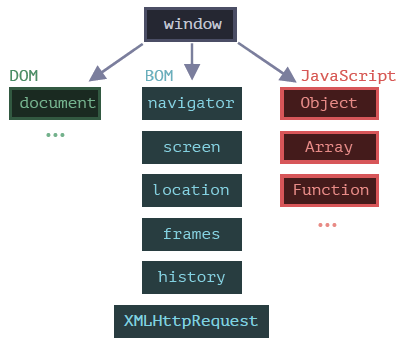 window
DOM
BOM
JavaScript
document
navigator
Object
...
screen
Array
location
Function
frames
...
history
XMLHttpRequest